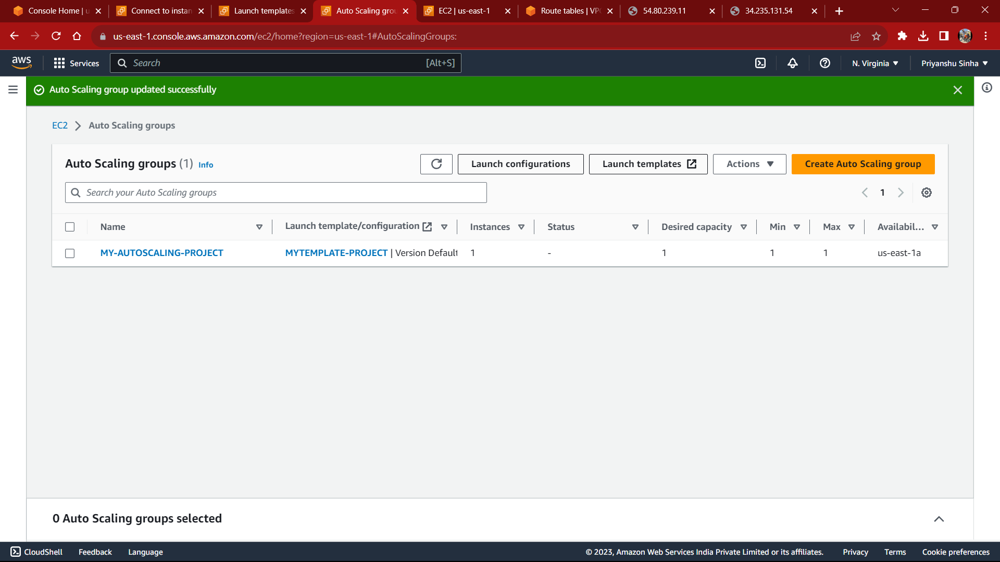 Console Home | u
Connect to instan
Launch templates
Auto Scaling grou
EC2 | us-east-1
Route tables | VPC
54.80.239.11
34.235.131.54
us-east-1.console.aws.amazon.com/ec2/home?region=us-east-1#AutoScalingGroups:
aws
Services
Search
[Alt+S]
N. Virginia
Priyanshu Sinha
Auto Scaling group updated successfully
EC2
Auto Scaling groups
Auto Scaling groups (1) Info
Launch configurations
Launch templates
Actions
Create Auto Scaling group
Search your Auto Scaling groups
1
Name
Launch template/configuration
Instances
Status
Desired capacity
Min
Max
Availabil...
MY-AUTOSCALING-PROJECT
MYTEMPLATE-PROJECT | Version Default
1
-
1
1
1
us-east-1a
0 Auto Scaling groups selected
CloudShell
Feedback
Language
© 2023, Amazon Web Services India Private Limited or its affiliates.
Privacy
Terms
Cookie preferences